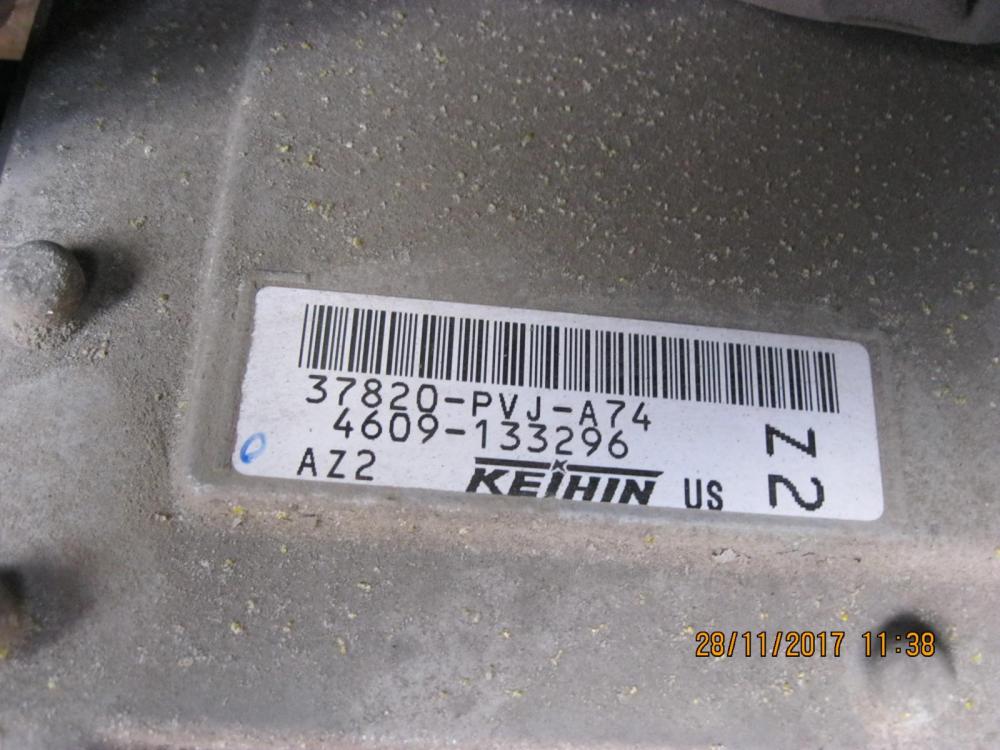 37820-PVJ-A74
4609-133296
AZ2 KEIHIN US
Z2
28/11/2017 11:38